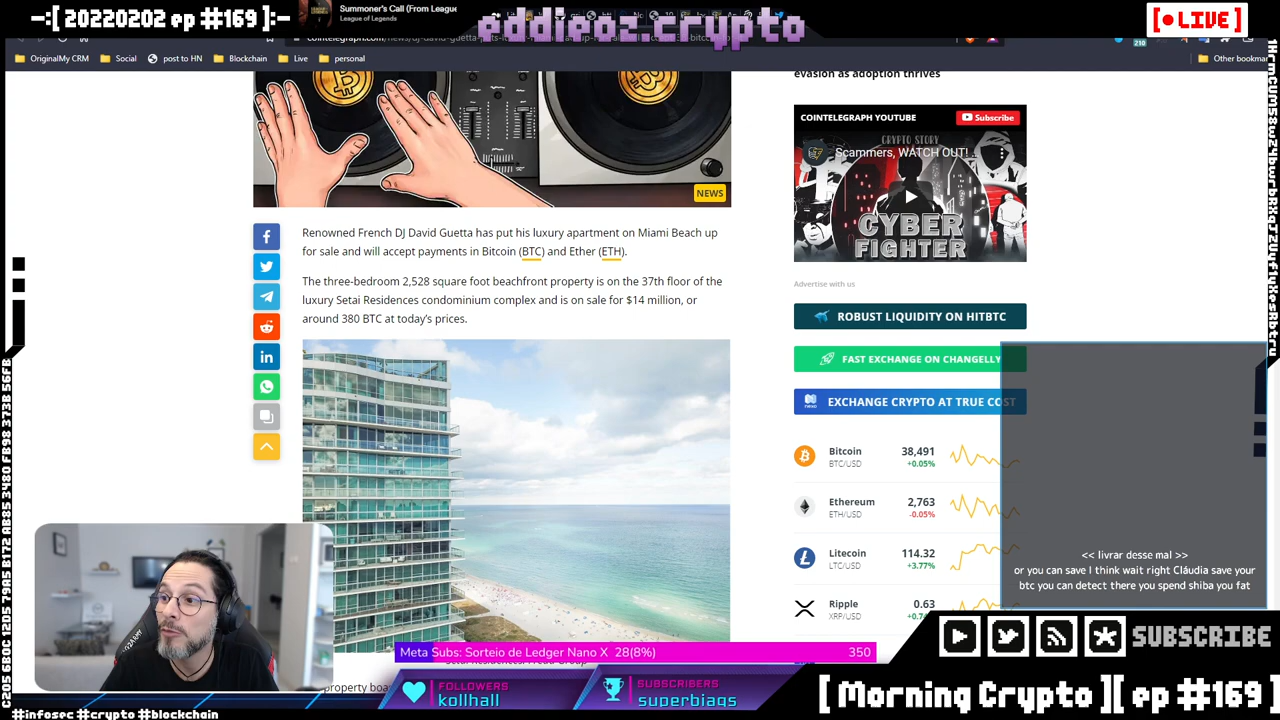 -:[ 20220202 ep #169 ]:-
Summoner's Call (From League
League of Legends
[ LIVE ]
OriginalMy CRM
Social
post to HN
Blockchain
Live
personal
Other bookmar
evasion as adoption thrives
COINTELEGRAPH YOUTUBE
Subscribe
CRYPTO STORY
Scammers, WATCH OUT! ...
CYBER
FIGHTER
NEWS
Renowned French DJ David Guetta has put his luxury apartment on Miami Beach up
for sale and will accept payments in Bitcoin (BTC) and Ether (ETH).
The three-bedroom 2,528 square foot beachfront property is on the 37th floor of the
luxury Setai Residences condominium complex and is on sale for $14 million, or
around 380 BTC at today's prices.
Advertise with us
ROBUST LIQUIDITY ON HITBTC
FAST EXCHANGE ON CHANGELLY
EXCHANGE CRYPTO AT TRUE COST
Bitcoin 38,491
BTC/USD +0.05%
Ethereum 2,763
ETH/USD -0.05%
Litecoin 114.32
LTC/USD +3.77%
Ripple 0.63
XRP/USD
<< livrar desse mal >>
or you can save I think wait right Cláudia save your
btc you can detect there you spend shiba you fat
Meta Subs: Sorteio de Ledger Nano X 28(8%) 350
property boa
FOLLOWERS
kollhall
SUBSCRIBERS
superbiags
SUBSCRIBE
[ Morning Crypto ][ ep #169 ]
#infosec #crypto #blockchain